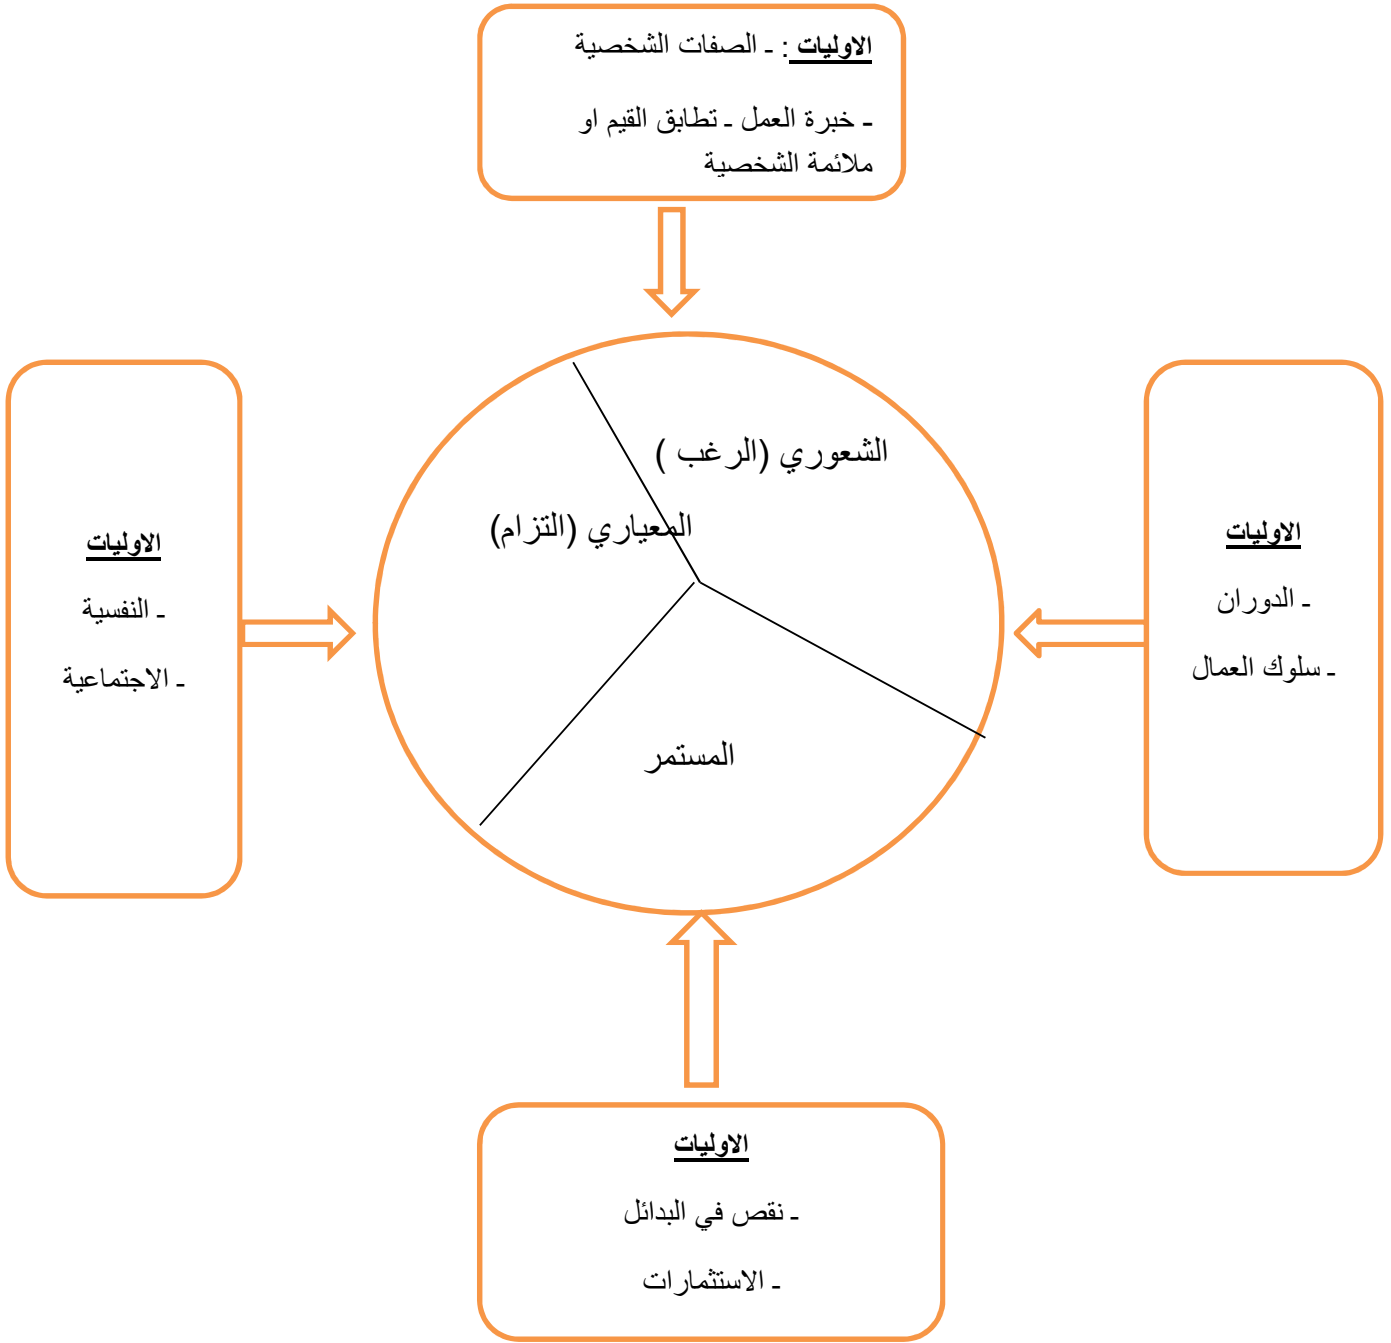 الاوليات : ـ الصفات الشخصية
ـ خبرة العمل ـ تطابق القيم او
ملائمة الشخصية
الشعوري (الرغب )
المعياري (التزام)
المستمر
الاوليات
ـ الدوران
ـ سلوك العمال
الاوليات
ـ النفسية
ـ الاجتماعية
الاوليات
ـ نقص في البدائل
ـ الاستثمارات